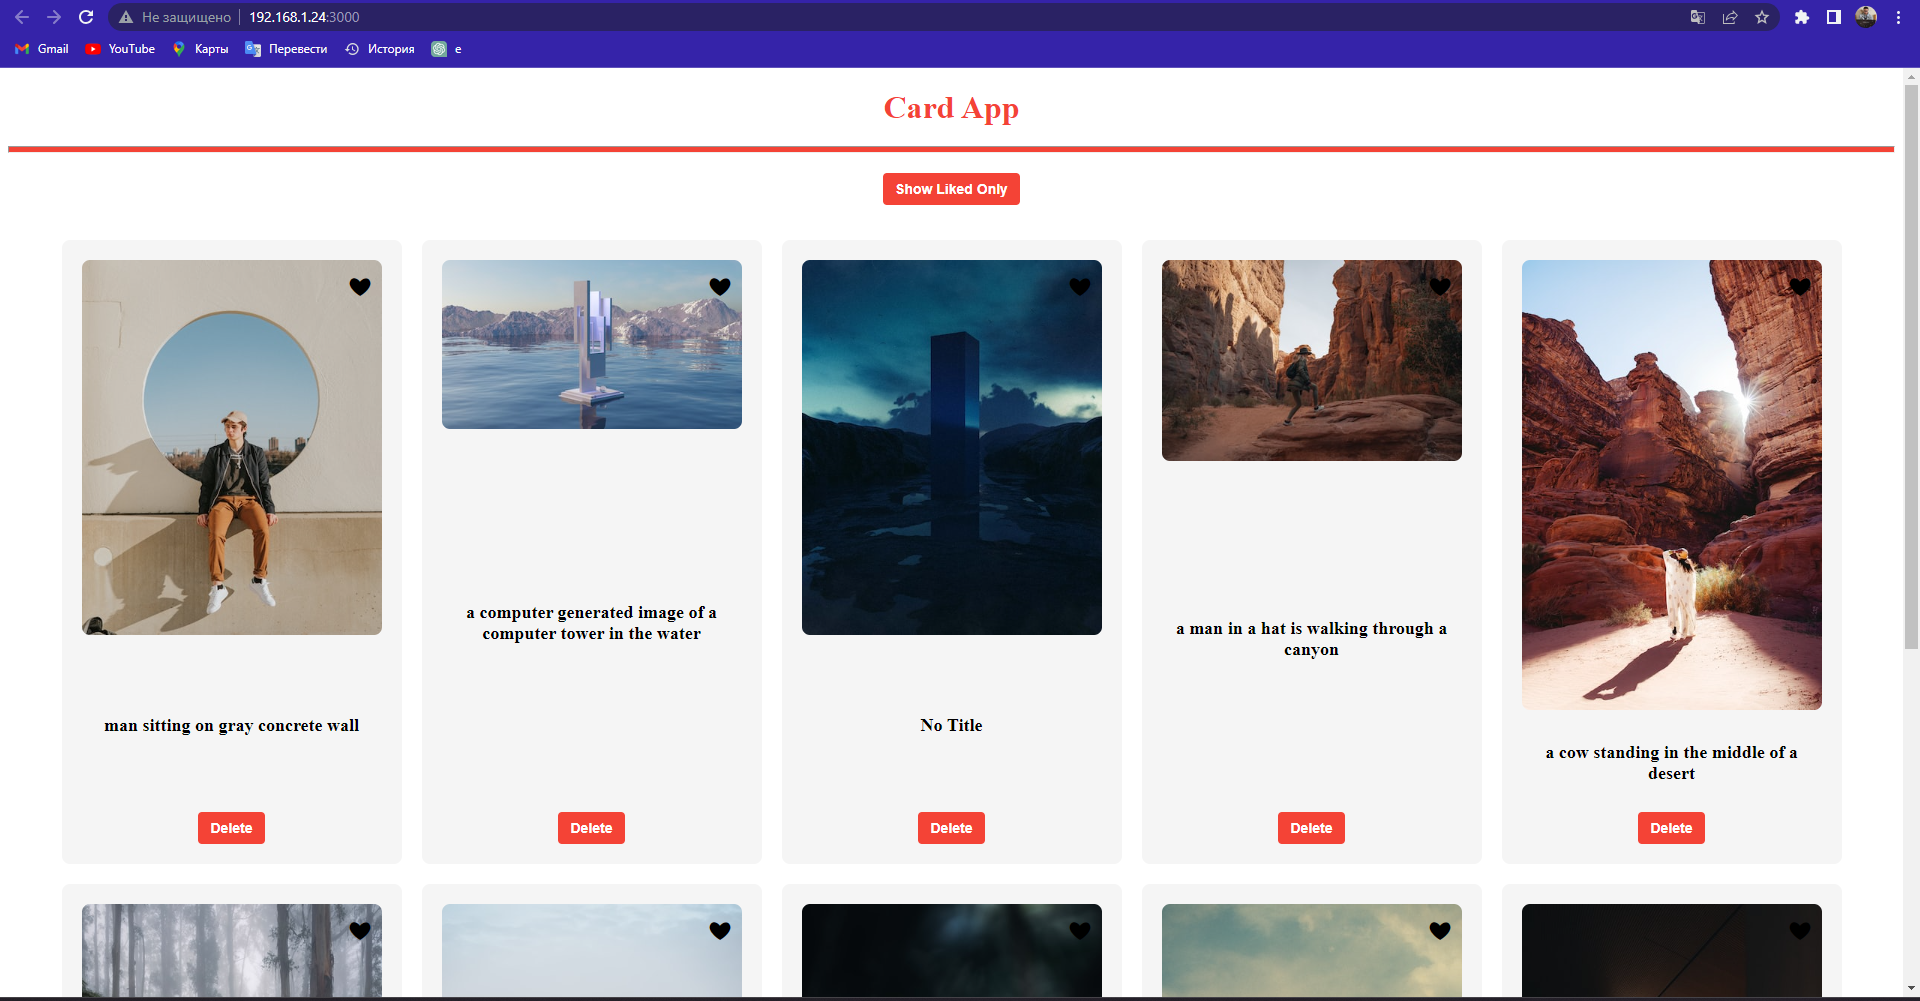 Не защищено 192.168.1.24:3000
Gmail YouTube Карты Перевести История e
Card App
Show Liked Only
man sitting on gray concrete wall
Delete
a computer generated image of a
computer tower in the water
Delete
No Title
Delete
a man in a hat is walking through a
canyon
Delete
a cow standing in the middle of a
desert
Delete